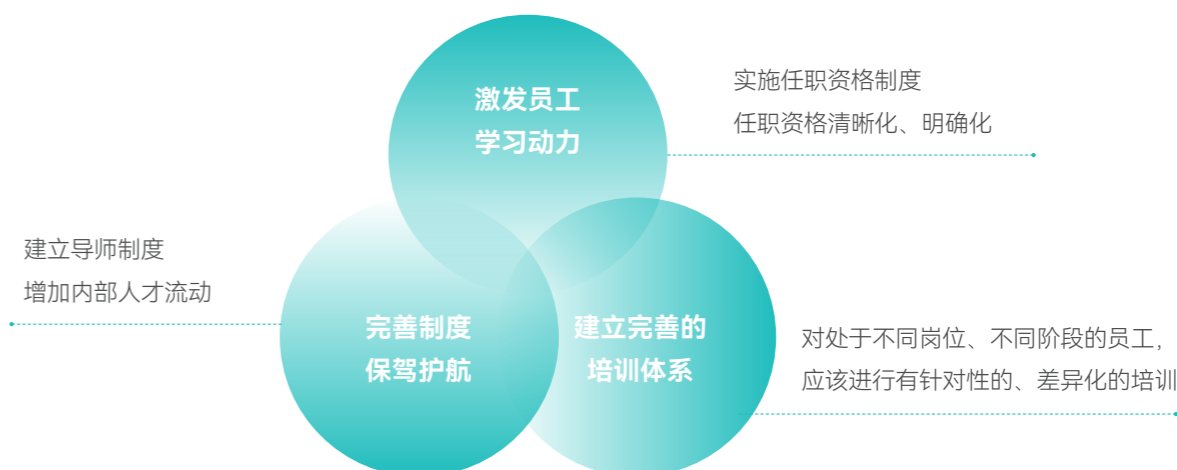 激发员工
学习动力
实施任职资格制度
任职资格清晰化、明确化
建立导师制度
增加内部人才流动
完善制度
保驾护航
建立完善的
培训体系
对处于不同岗位、不同阶段的员工，
应该进行有针对性的、差异化的培训